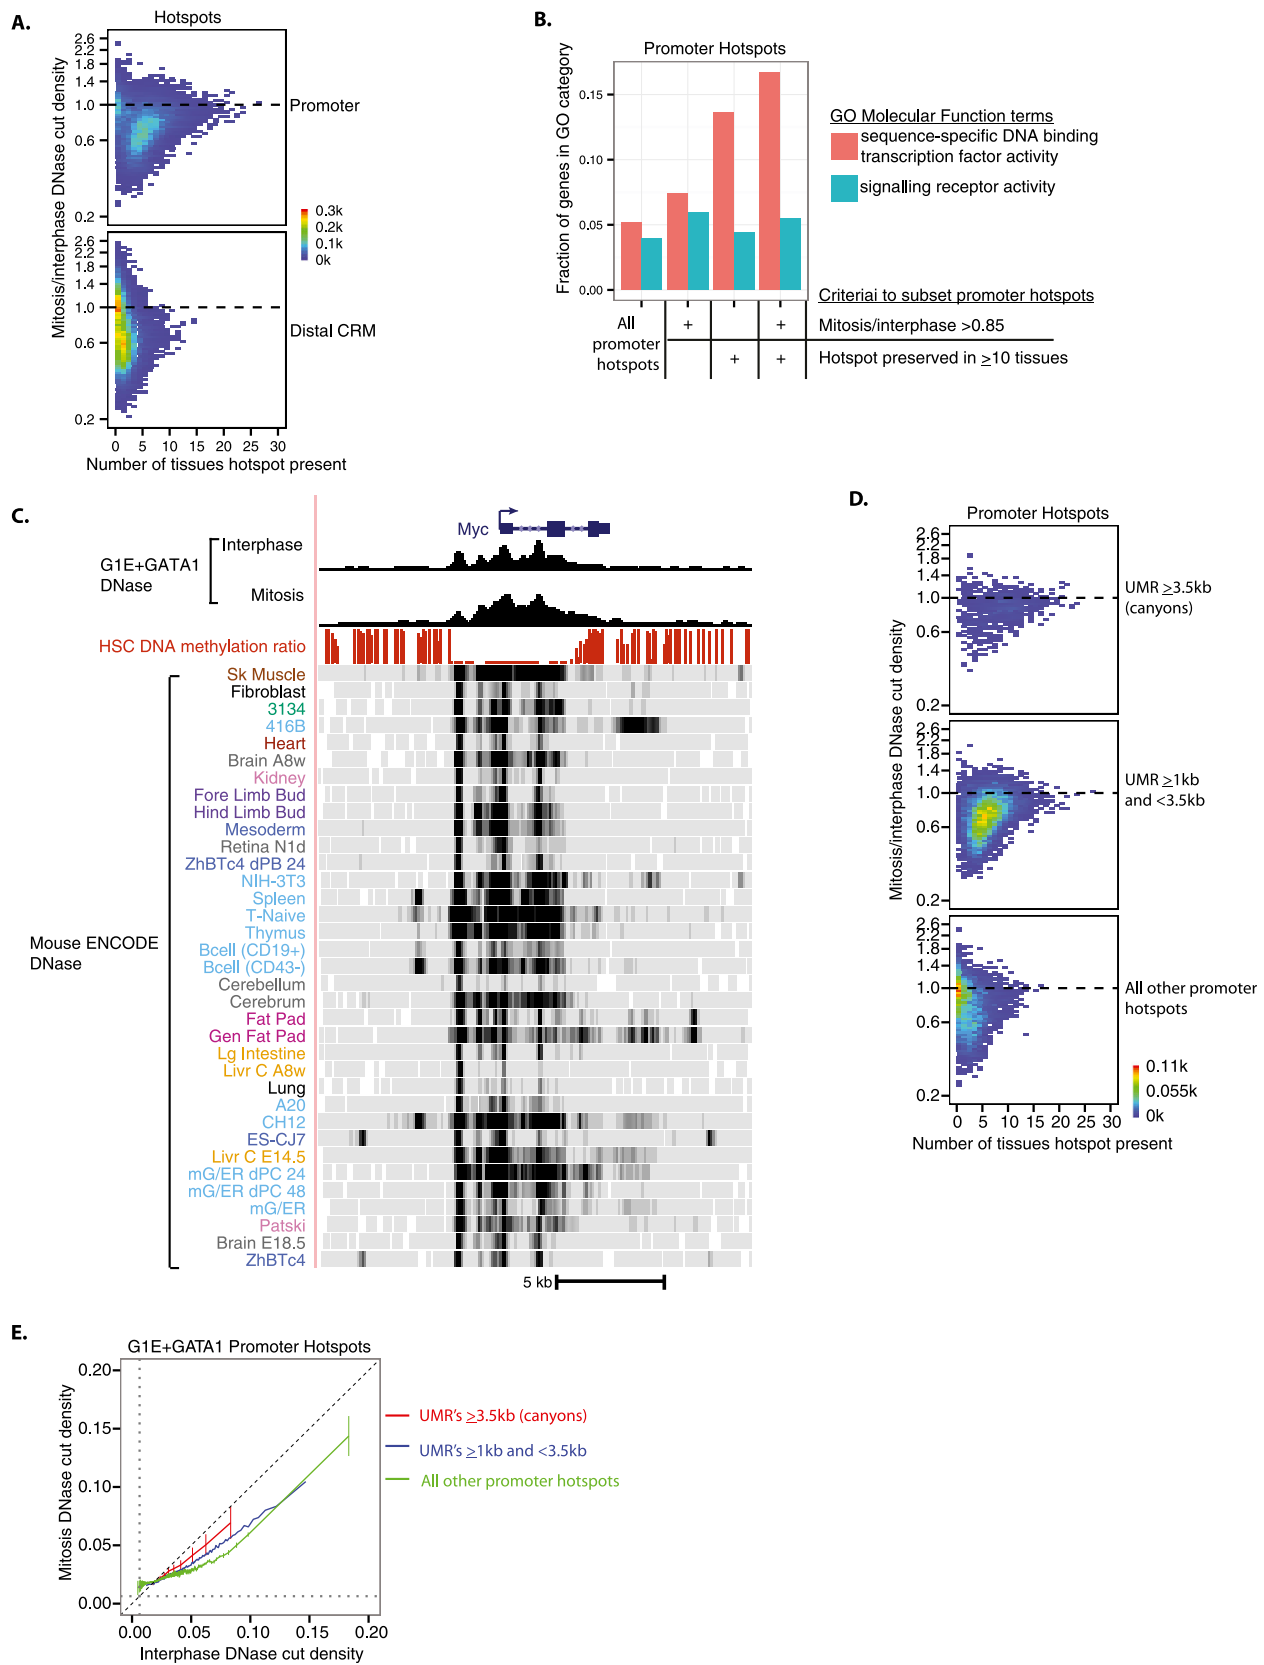 A.
Hotspots
Mitosis/interphase DNase cut density
2.6
2.2
1.8
1.4
1.0
0.6
0.2
Promoter
0.3k
0.2k
0.1k
0k
2.6
2.2
1.8
1.4
1.0
0.6
0.2
Distal CRM
0 5 10 15 20 25 30
Number of tissues hotspot present
B.
Promoter Hotspots
Fraction of genes in GO category
0.15
0.10
0.05
0.00
GO Molecular Function terms
sequence-specific DNA binding
transcription factor activity
signalling receptor activity
Criteriai to subset promoter hotspots
All
promoter
hotspots
+ + Mitosis/interphase >0.85
+ + Hotspot preserved in ≥10 tissues
C.
Myc
G1E+GATA1
DNase
Interphase
Mitosis
HSC DNA methylation ratio
Mouse ENCODE
DNase
Sk Muscle
Fibroblast
3134
416B
Heart
Brain A8w
Kidney
Fore Limb Bud
Hind Limb Bud
Mesoderm
Retina N1d
ZhBTc4 dPB 24
NIH-3T3
Spleen
T-Naive
Thymus
Bcell (CD19+)
Bcell (CD43-)
Cerebellum
Cerebrum
Fat Pad
Gen Fat Pad
Lg Intestine
Livr C A8w
Lung
A20
CH12
ES-CJ7
Livr C E14.5
mG/ER dPC 24
mG/ER dPC 48
mG/ER
Patski
Brain E18.5
ZhBTc4
5 kb
D.
Promoter Hotspots
Mitosis/interphase DNase cut density
2.6
2.2
1.8
1.4
1.0
0.6
0.2
UMR ≥3.5kb
(canyons)
2.6
2.2
1.8
1.4
1.0
0.6
0.2
UMR ≥1kb
and <3.5kb
2.6
2.2
1.8
1.4
1.0
0.6
0.2
All other promoter
hotspots
0.11k
0.055k
0k
0 5 10 15 20 25 30
Number of tissues hotspot present
E.
G1E+GATA1 Promoter Hotspots
Mitosis DNase cut density
0.20
0.15
0.10
0.05
0.00
0.00 0.05 0.10 0.15 0.20
Interphase DNase cut density
UMR's ≥3.5kb (canyons)
UMR's ≥1kb and <3.5kb
All other promoter hotspots